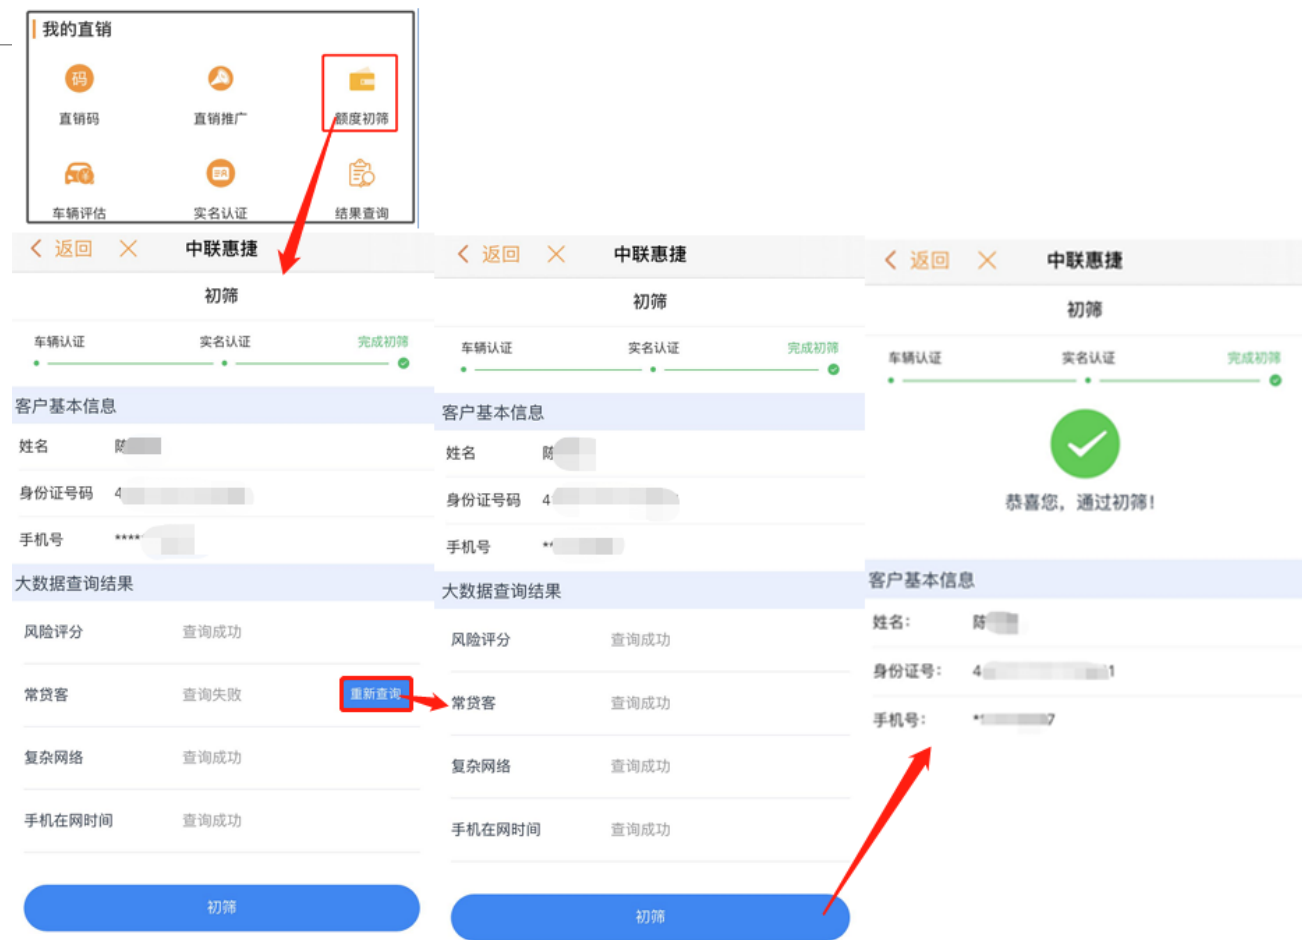 我的直销
码
直销码
直销推广
额度初筛
车辆评估
实名认证
结果查询
返回
中联惠捷
初筛
车辆认证
实名认证
完成初筛
客户基本信息
姓名 陈
身份证号码 4
手机号 ****
大数据查询结果
风险评分 查询成功
常贷客 查询失败 重新查询
复杂网络 查询成功
手机在网时间 查询成功
初筛
返回
中联惠捷
初筛
车辆认证
实名认证
完成初筛
客户基本信息
姓名 陈
身份证号码 4
手机号 **
大数据查询结果
风险评分 查询成功
常贷客 查询成功
复杂网络 查询成功
手机在网时间 查询成功
初筛
返回
中联惠捷
初筛
车辆认证
实名认证
完成初筛
恭喜您，通过初筛！
客户基本信息
姓名： 陈
身份证号： 4 1
手机号： * 7